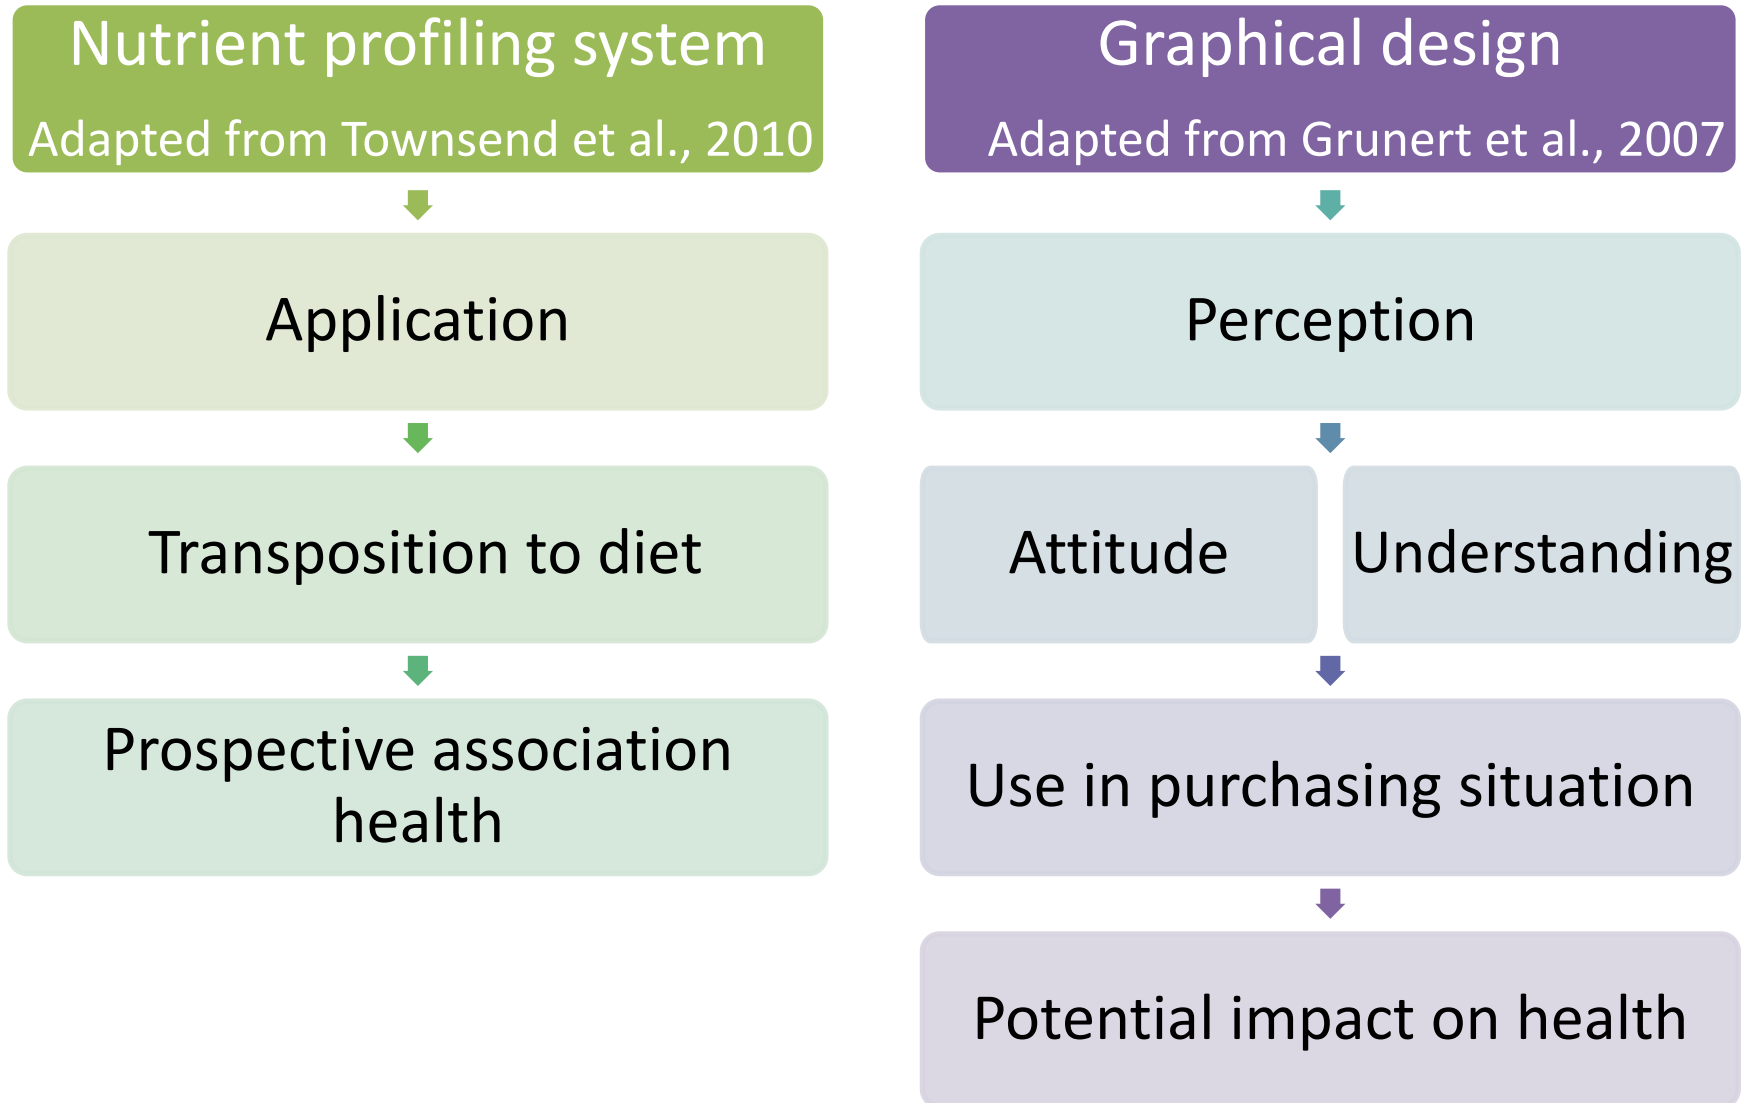 Nutrient profiling system
Adapted from Townsend et al., 2010
Application
Transposition to diet
Prospective association
health
Graphical design
Adapted from Grunert et al., 2007
Perception
Attitude
Understanding
Use in purchasing situation
Potential impact on health